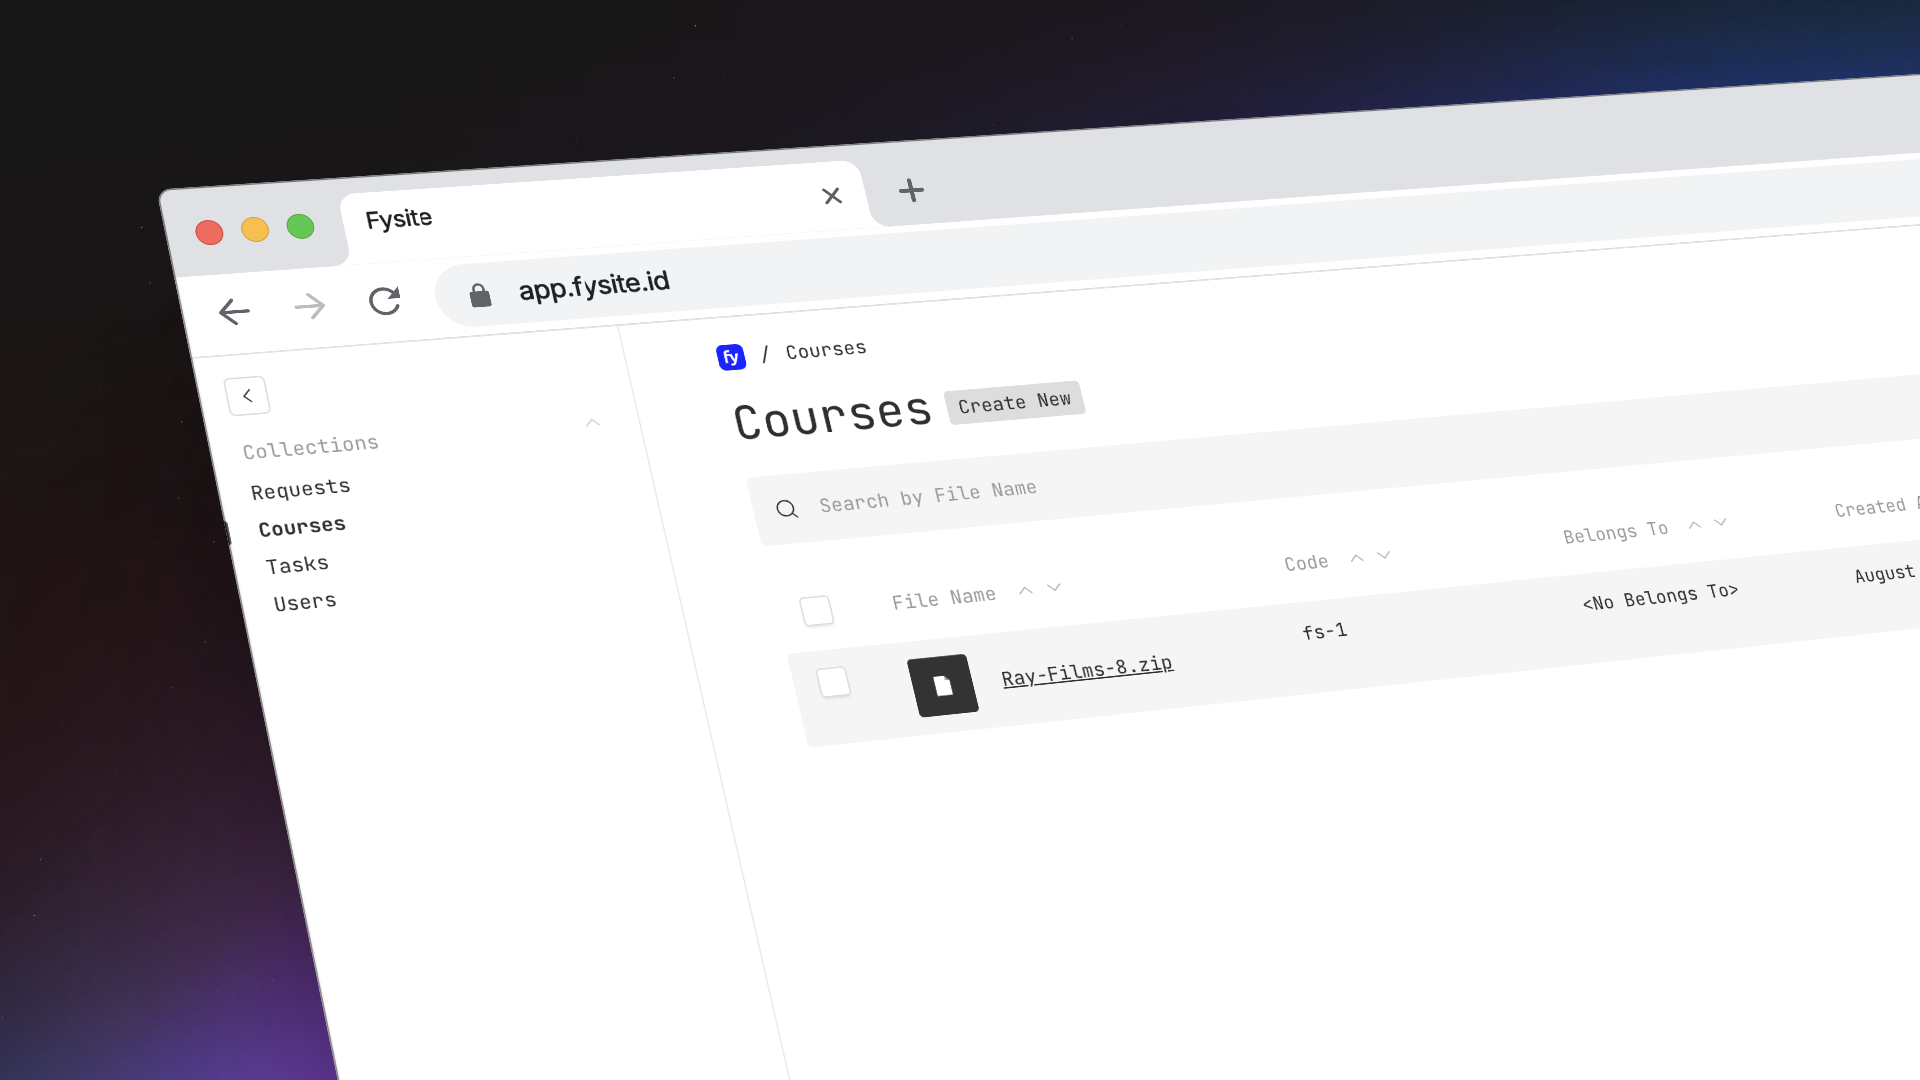 Fysite
app.fysite.id
fy / Courses
Courses Create New
Collections
Requests
Courses
Tasks
Users
Search by File Name
File Name Code Belongs To Created
Ray-Films-8.zip fs-1 <No Belongs To> August